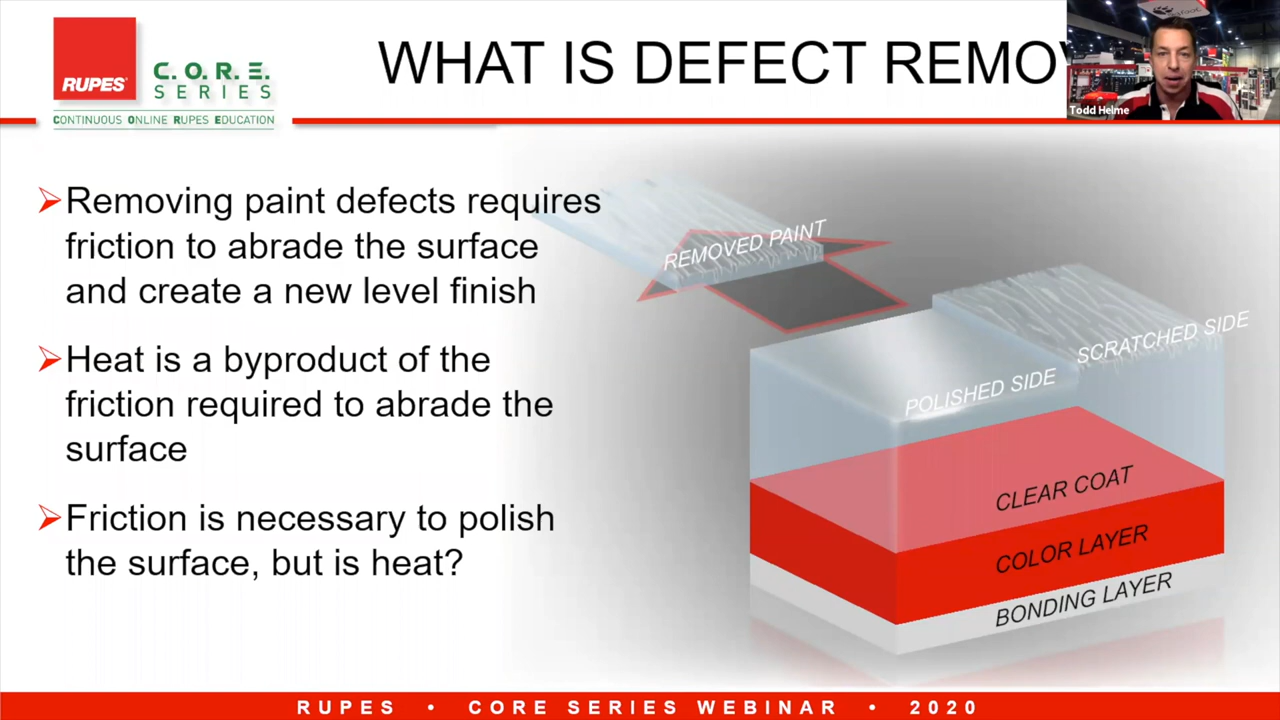 WHAT IS DEFECT REMO
RUPES
C.O.R.E.
SERIES
CONTINUOUS ONLINE RUPES EDUCATION
Todd Helme
Removing paint defects requires
friction to abrade the surface
and create a new level finish
Heat is a byproduct of the
friction required to abrade the
surface
Friction is necessary to polish
the surface, but is heat?
REMOVED PAINT
SCRATCHED SIDE
POLISHED SIDE
CLEAR COAT
COLOR LAYER
BONDING LAYER
RUPES • CORE SERIES WEBINAR • 2020